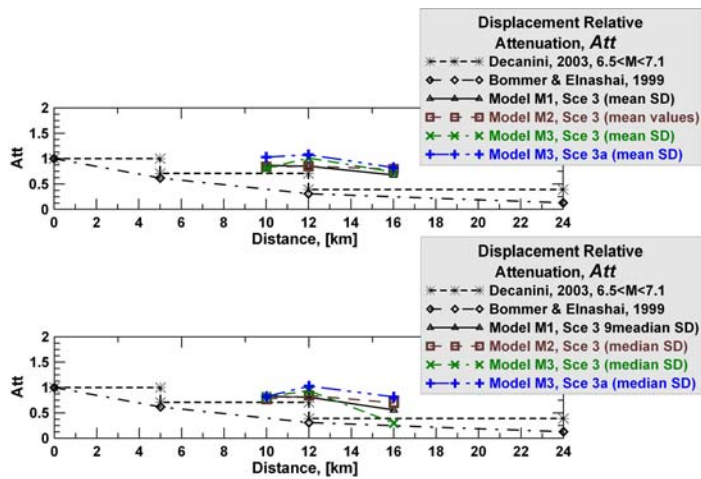 Displacement Relative
Attenuation, Att
Decanini, 2003, 6.5<M<7.1
Bommer & Elnashai, 1999
Model M1, Sce 3 (mean SD)
Model M2, Sce 3 (mean values)
Model M3, Sce 3 (mean SD)
Model M3, Sce 3a (mean SD)
2
1.5
1
0.5
0
Att
0 2 4 6 8 10 12 14 16 18 20 22 24
Distance, [km]
Displacement Relative
Attenuation, Att
Decanini, 2003, 6.5<M<7.1
Bommer & Elnashai, 1999
Model M1, Sce 3 9meadian SD)
Model M2, Sce 3 (median SD)
Model M3, Sce 3 (median SD)
Model M3, Sce 3a (median SD)
2
1.5
1
0.5
0
Att
0 2 4 6 8 10 12 14 16 18 20 22 24
Distance, [km]